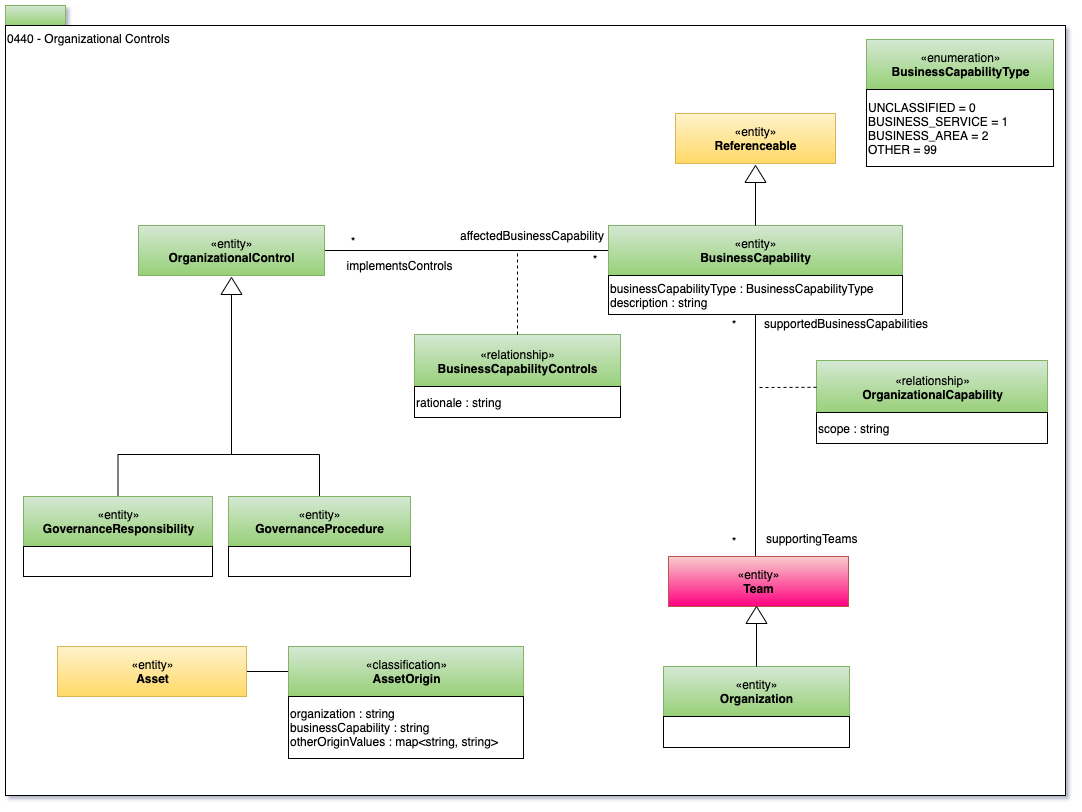 0440 - Organizational Controls
«enumeration»
BusinessCapabilityType
UNCLASSIFIED = 0
BUSINESS_SERVICE = 1
BUSINESS_AREA = 2
OTHER = 99
«entity»
Referenceable
«entity»
OrganizationalControl
*
implementsControls
affectedBusinessCapability
*
«entity»
BusinessCapability
businessCapabilityType : BusinessCapabilityType
description : string
*
supportedBusinessCapabilities
«relationship»
BusinessCapabilityControls
rationale : string
«relationship»
OrganizationalCapability
scope : string
«entity»
GovernanceResponsibility
«entity»
GovernanceProcedure
*
supportingTeams
«entity»
Team
«entity»
Asset
«classification»
AssetOrigin
organization : string
businessCapability : string
otherOriginValues : map<string, string>
«entity»
Organization